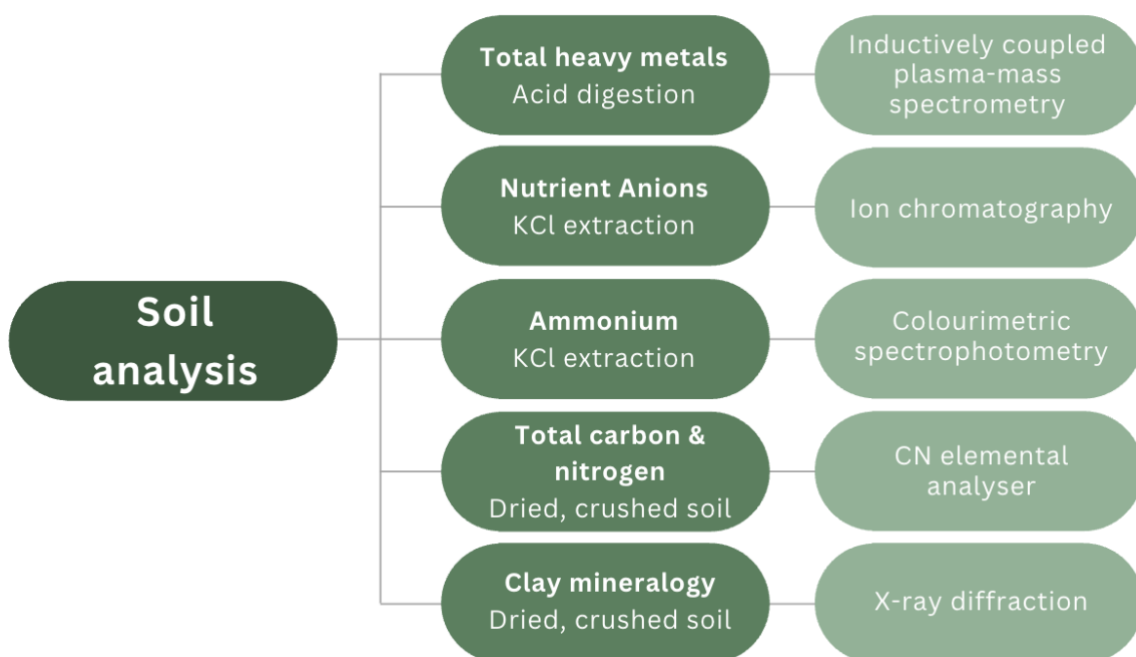 Soil
analysis
Total heavy metals
Acid digestion
Inductively coupled
plasma-mass
spectrometry
Nutrient Anions
KCl extraction
Ion chromatography
Ammonium
KCl extraction
Colourimetric
spectrophotometry
Total carbon &
nitrogen
Dried, crushed soil
CN elemental
analyser
Clay mineralogy
Dried, crushed soil
X-ray diffraction